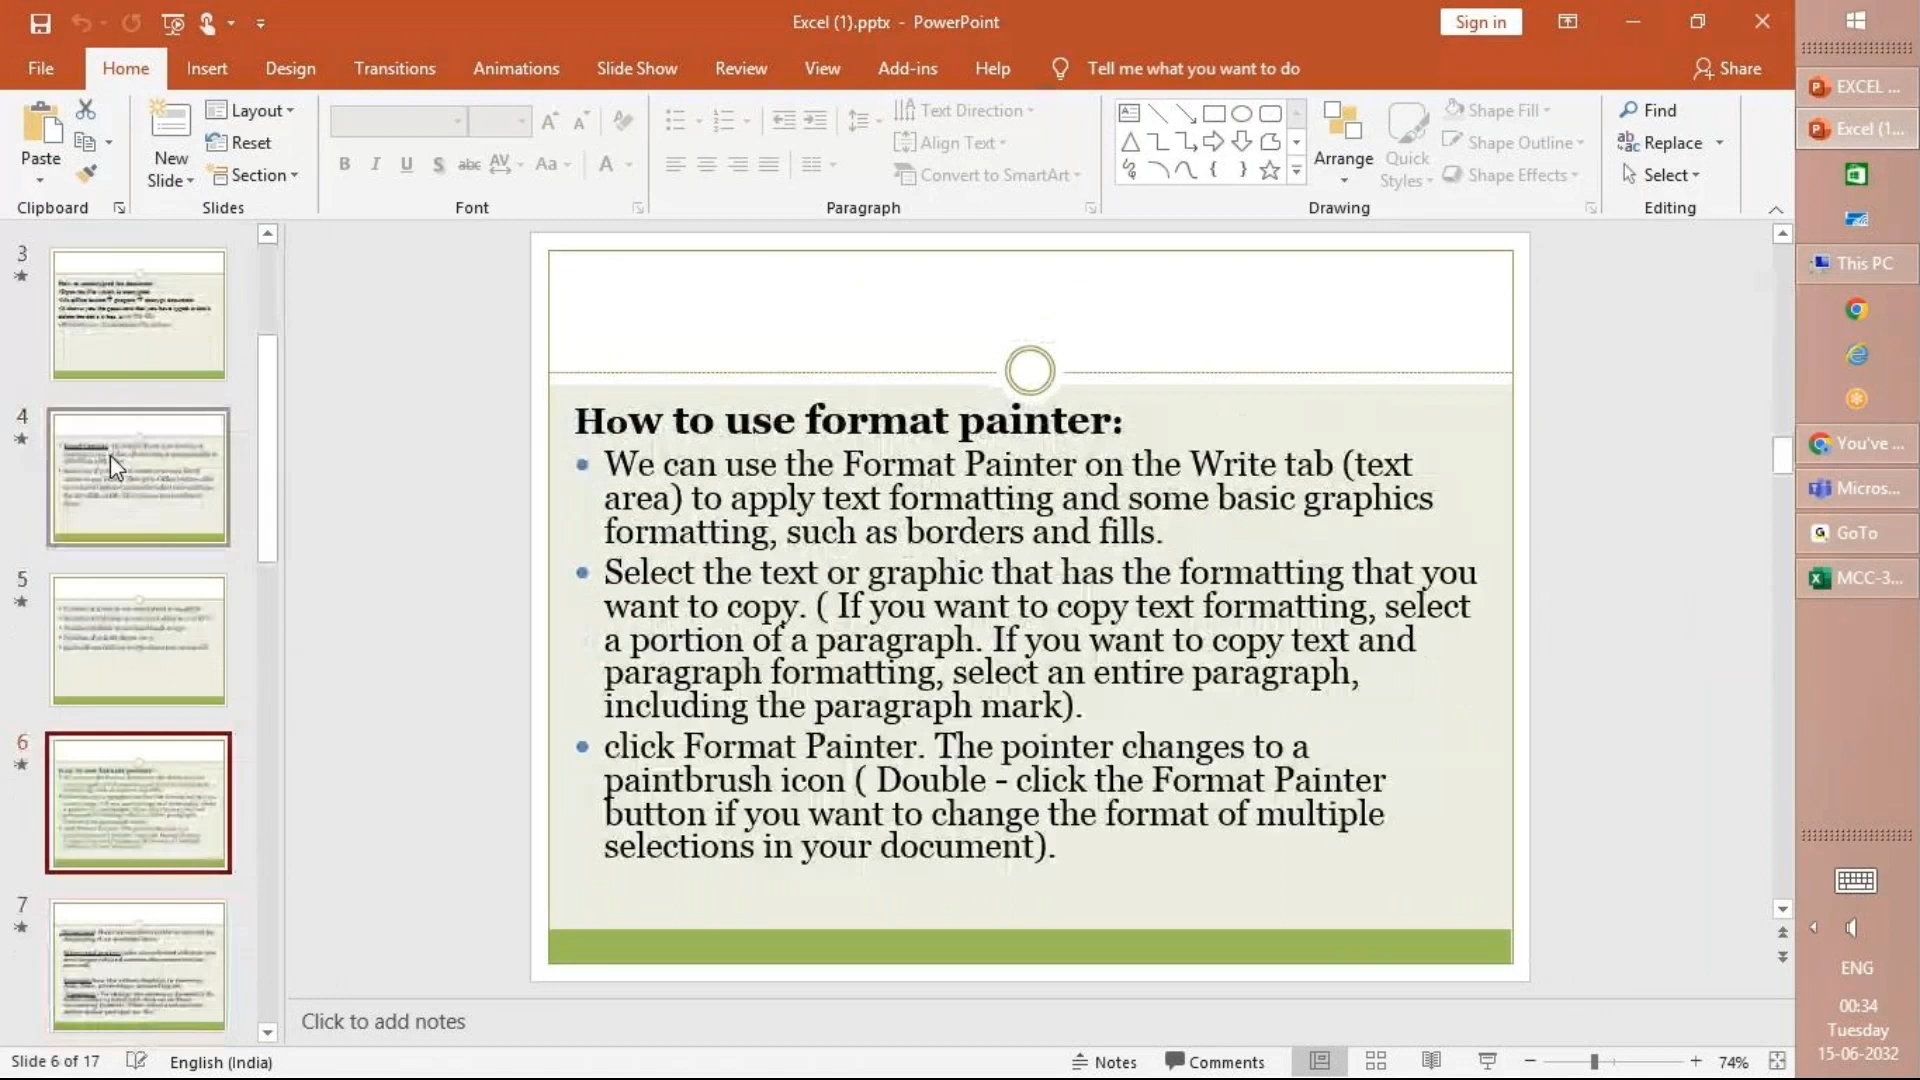 Excel (1).pptx - PowerPoint
Sign in
File Home Insert Design Transitions Animations Slide Show Review View Add-ins Help Tell me what you want to do Share
Paste
New
Slide
Layout
Reset
Section
B I U S abc AV Aa A
Text Direction
Align Text
Convert to SmartArt
Arrange
Quick
Styles
Shape Fill
Shape Outline
Shape Effects
Find
Replace
Select
Clipboard Slides Font Paragraph Drawing Editing
3
4
5
6
7
How to use format painter:
• We can use the Format Painter on the Write tab (text
area) to apply text formatting and some basic graphics
formatting, such as borders and fills.
• Select the text or graphic that has the formatting that you
want to copy. ( If you want to copy text formatting, select
a portion of a paragraph. If you want to copy text and
paragraph formatting, select an entire paragraph,
including the paragraph mark).
• click Format Painter. The pointer changes to a
paintbrush icon ( Double - click the Format Painter
button if you want to change the format of multiple
selections in your document).
Click to add notes
Slide 6 of 17 English (India) Notes Comments 74%
EXCEL ...
Excel (1...
This PC
You've ...
Micros...
GoTo
MCC-3...
ENG
00:34
Tuesday
15-06-2032